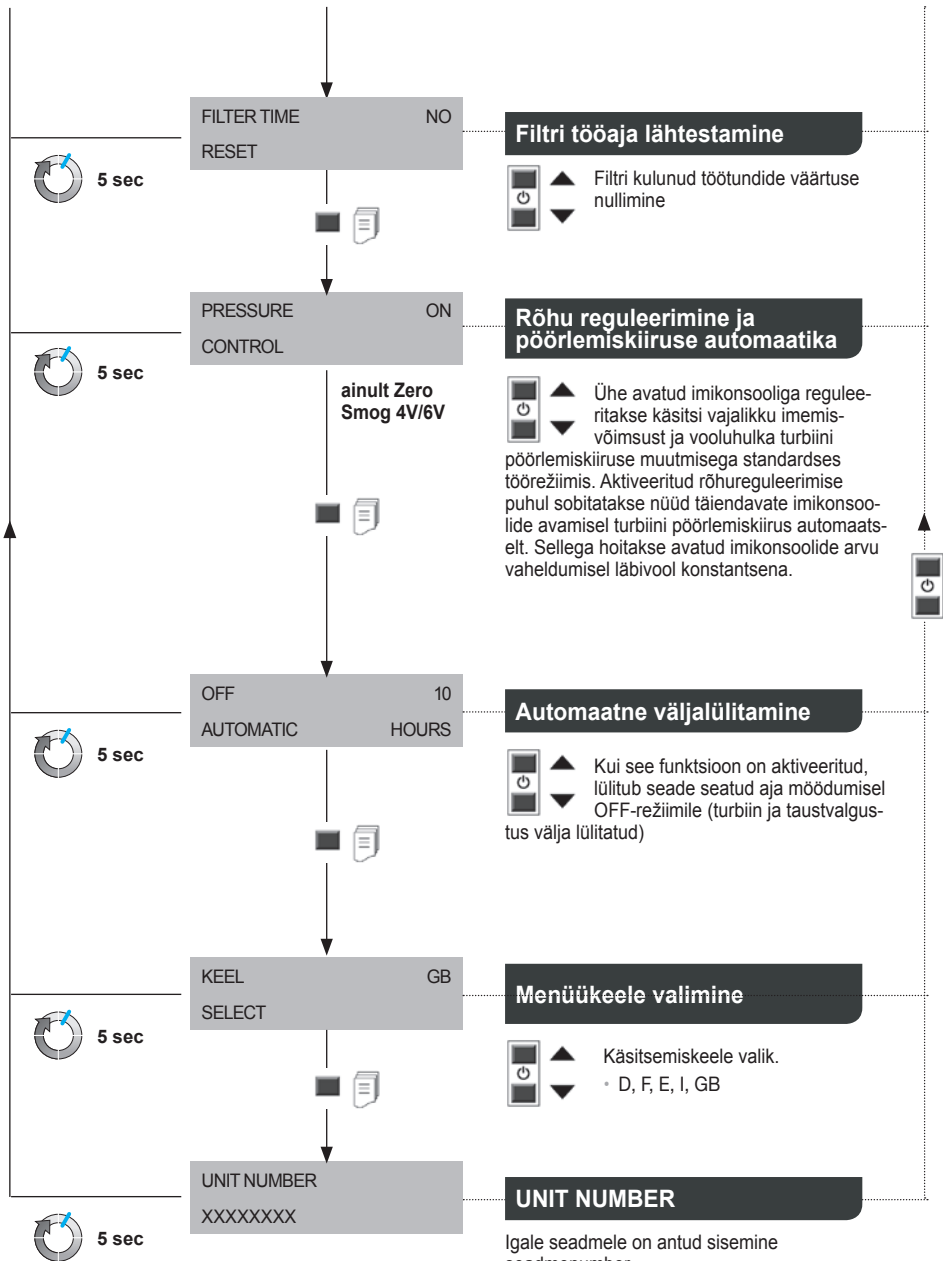 FILTER TIME NO
RESET
5 sec
Filtri tööaja lähtestamine
Filtri kulunud töötundide väärtuse
nullimine
PRESSURE ON
CONTROL
5 sec
ainult Zero
Smog 4V/6V
Rõhu reguleerimine ja
pöörlemiskiiruse automaatika
Ühe avatud imikonsooliga regulee-
ritakse käsitsi vajalikku imemis-
võimsust ja vooluhulka turbiini
pöörlemiskiiruse muutmisega standardses
töörežiimis. Aktiveeritud rõhureguleerimise
puhul sobitatakse nüüd täiendavate imikonsoo-
lide avamisel turbiini pöörlemiskiirus automaats-
elt. Sellega hoitakse avatud imikonsoolide arvu
vaheldumisel läbivool konstantsena.
OFF 10
AUTOMATIC HOURS
5 sec
Automaatne väljalülitamine
Kui see funktsioon on aktiveeritud,
lülitub seade seatud aja möödumisel
OFF-režiimile (turbiin ja taustvalgus-
tus välja lülitatud)
KEEL GB
SELECT
5 sec
Menüükeele valimine
Käsitsemiskeele valik.
• D, F, E, I, GB
UNIT NUMBER
XXXXXXXX
5 sec
UNIT NUMBER
Igale seadmele on antud sisemine